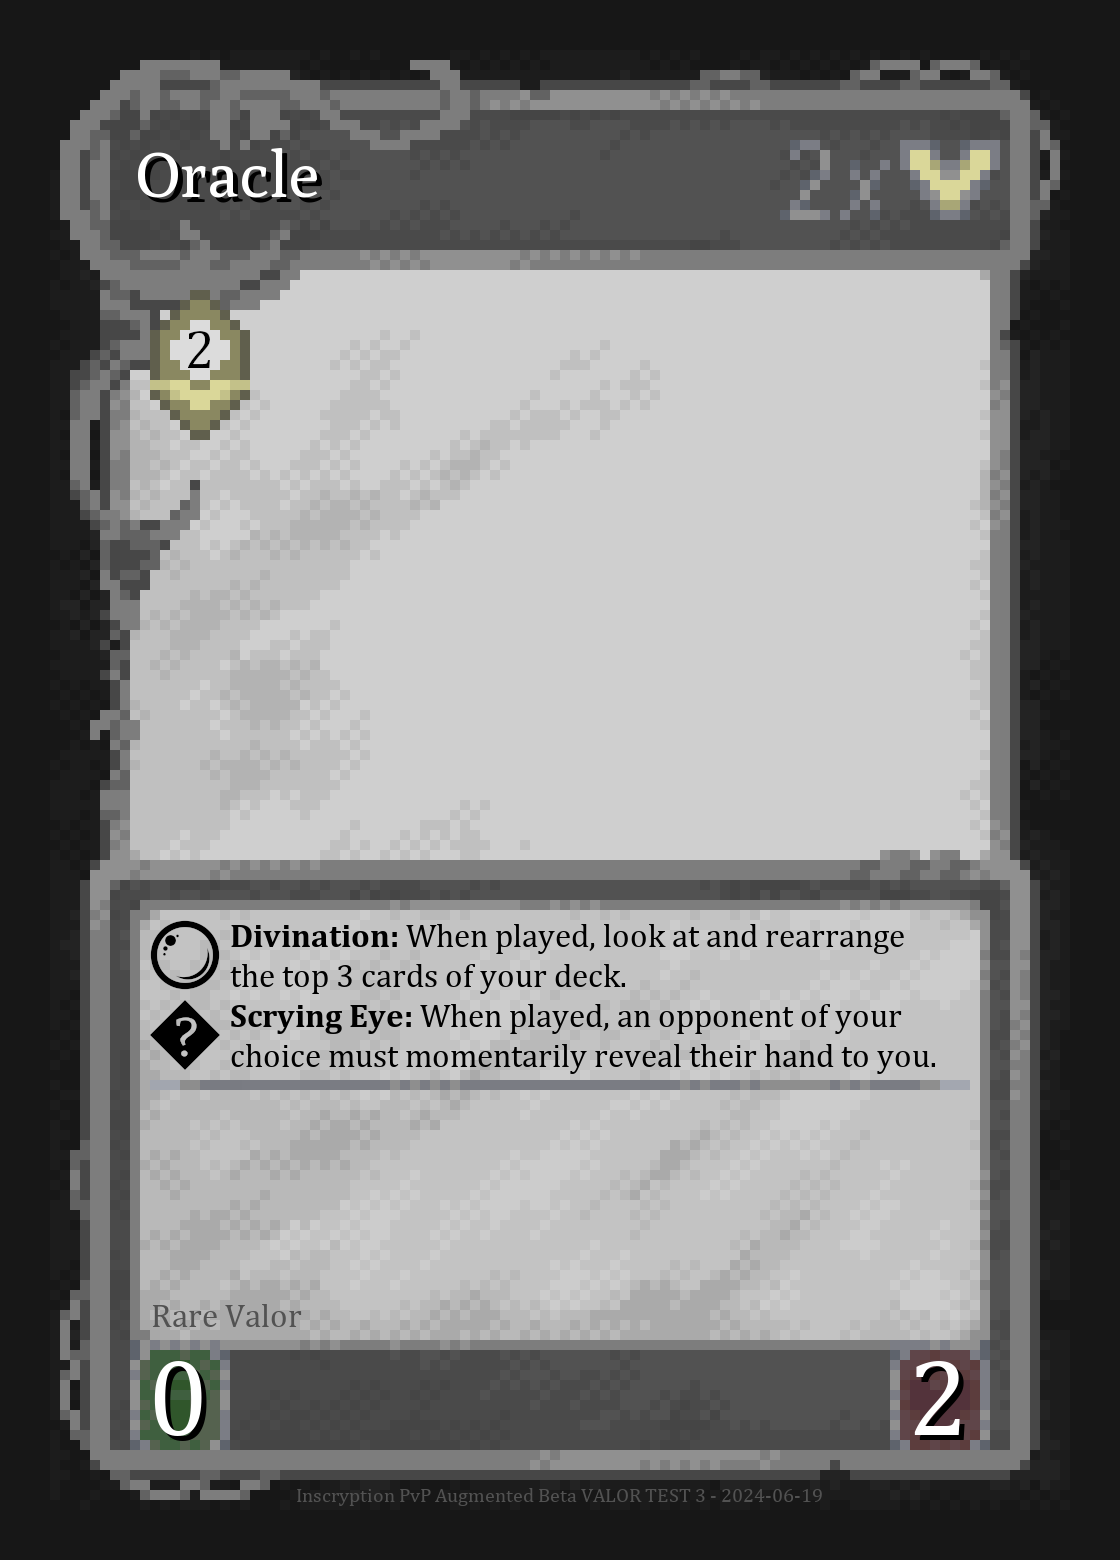 Oracle
2x
2
Divination: When played, look at and rearrange
the top 3 cards of your deck.
?
Scrying Eye: When played, an opponent of your
choice must momentarily reveal their hand to you.
Rare Valor
0
2
Inscryption PvP Augmented Beta VALOR TEST 3 - 2024-06-19